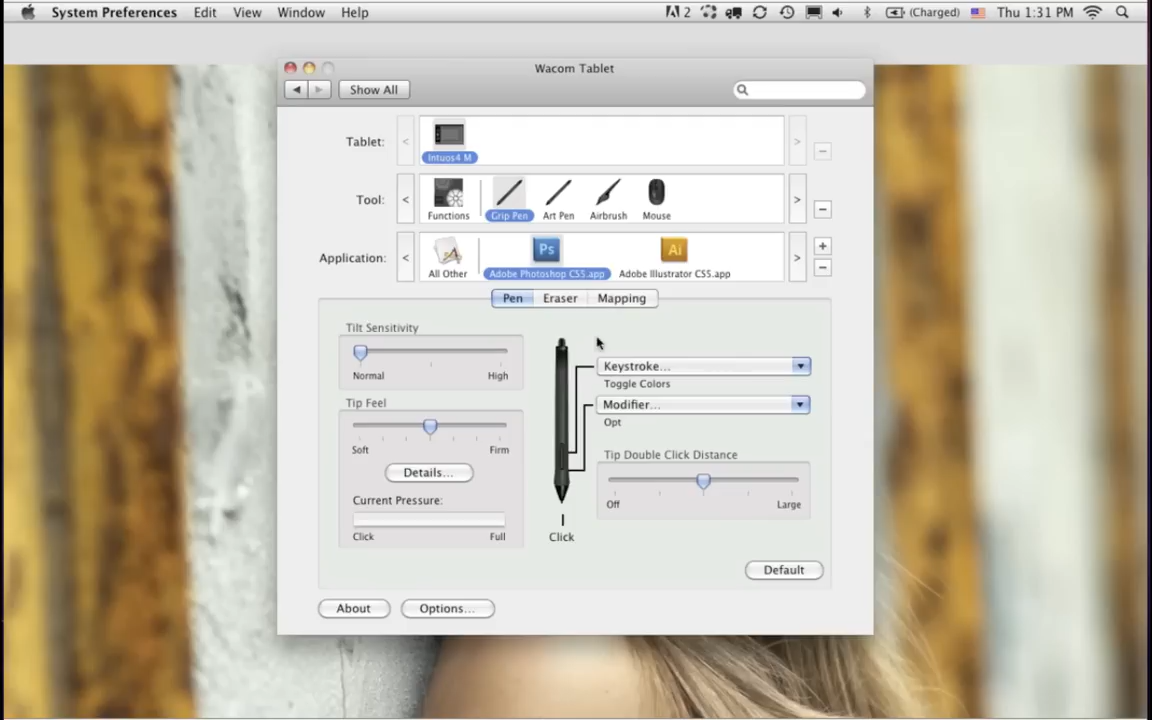 System Preferences Edit View Window Help 2 (Charged) Thu 1:31 PM
Wacom Tablet
Show All
Tablet:
Intuos4 M
Tool:
Functions Grip Pen Art Pen Airbrush Mouse
Application:
Ps Ai
All Other Adobe Photoshop CS5.app Adobe Illustrator CS5.app
Pen Eraser Mapping
Tilt Sensitivity
Normal High
Tip Feel
Soft Firm
Details...
Current Pressure:
Click Full
Click
Keystroke...
Toggle Colors
Modifier...
Opt
Tip Double Click Distance
Off Large
Default
About Options...